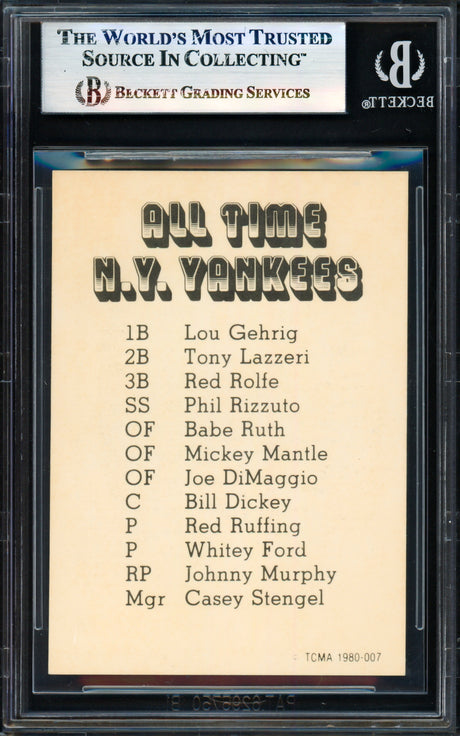 THE WORLD'S MOST TRUSTED
SOURCE IN COLLECTING™
BECKETT GRADING SERVICES
BECKETT®
ALL TIME
N.Y. YANKEES
1B Lou Gehrig
2B Tony Lazzeri
3B Red Rolfe
SS Phil Rizzuto
OF Babe Ruth
OF Mickey Mantle
OF Joe DiMaggio
C Bill Dickey
P Red Ruffing
P Whitey Ford
RP Johnny Murphy
Mgr Casey Stengel
TCMA 1980-007